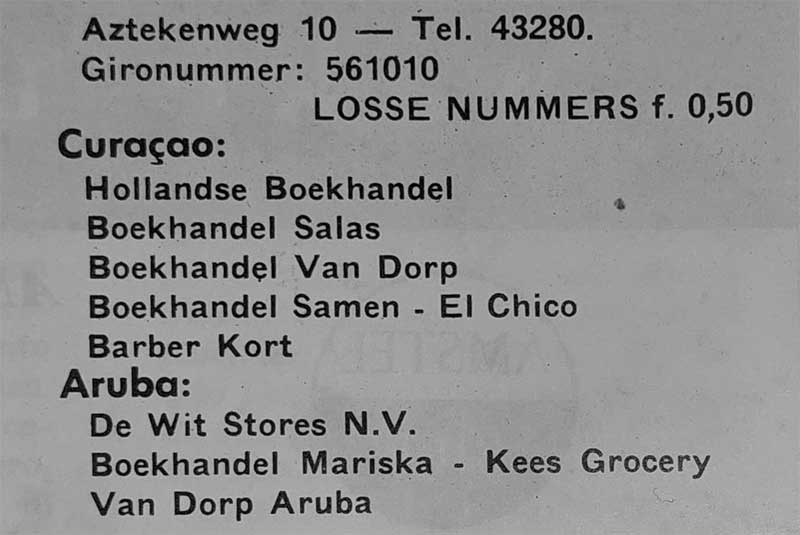 Aztekenweg 10 — Tel. 43280.
Gironummer: 561010
LOSSE NUMMERS f. 0,50
Curaçao:
Hollandse Boekhandel
Boekhandel Salas
Boekhandel Van Dorp
Boekhandel Samen - El Chico
Barber Kort
Aruba:
De Wit Stores N.V.
Boekhandel Mariska - Kees Grocery
Van Dorp Aruba